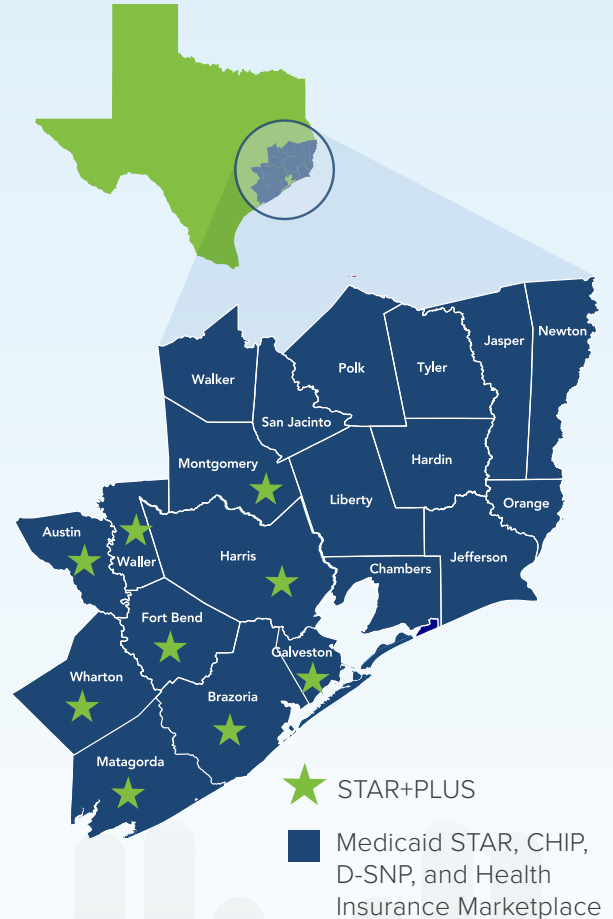 Newton
Jasper
Polk
Tyler
Walker
San Jacinto
Hardin
Montgomery
Liberty
Orange
Austin
Harris
Jefferson
Waller
Chambers
Fort Bend
Galveston
Wharton
Brazoria
Matagorda
STAR+PLUS
Medicaid STAR, CHIP,
D-SNP, and Health
Insurance Marketplace